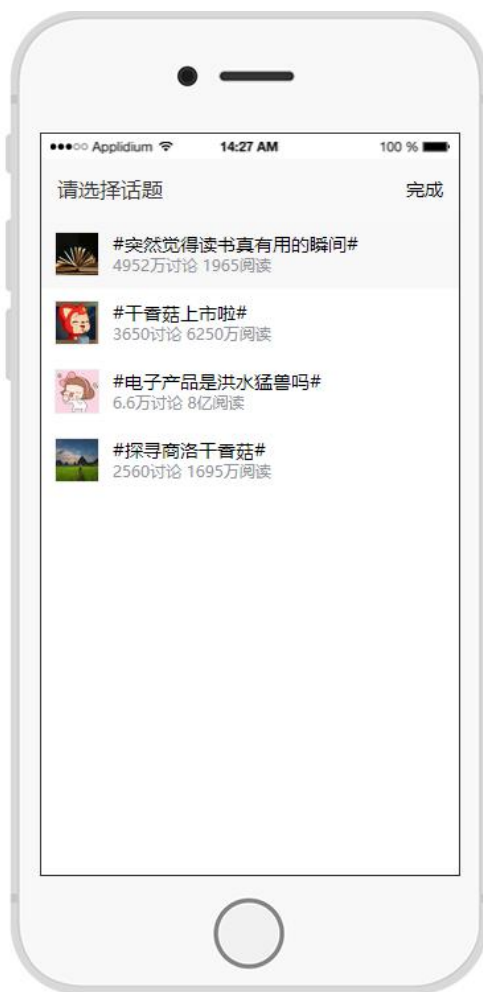 Applidium 14:27 AM 100 %
请选择话题 完成
#突然觉得读书真有用的瞬间#
4952万讨论 1965阅读
#干香菇上市啦#
3650讨论 6250万阅读
#电子产品是洪水猛兽吗#
6.6万讨论 8亿阅读
#探寻商洛干香菇#
2560讨论 1695万阅读